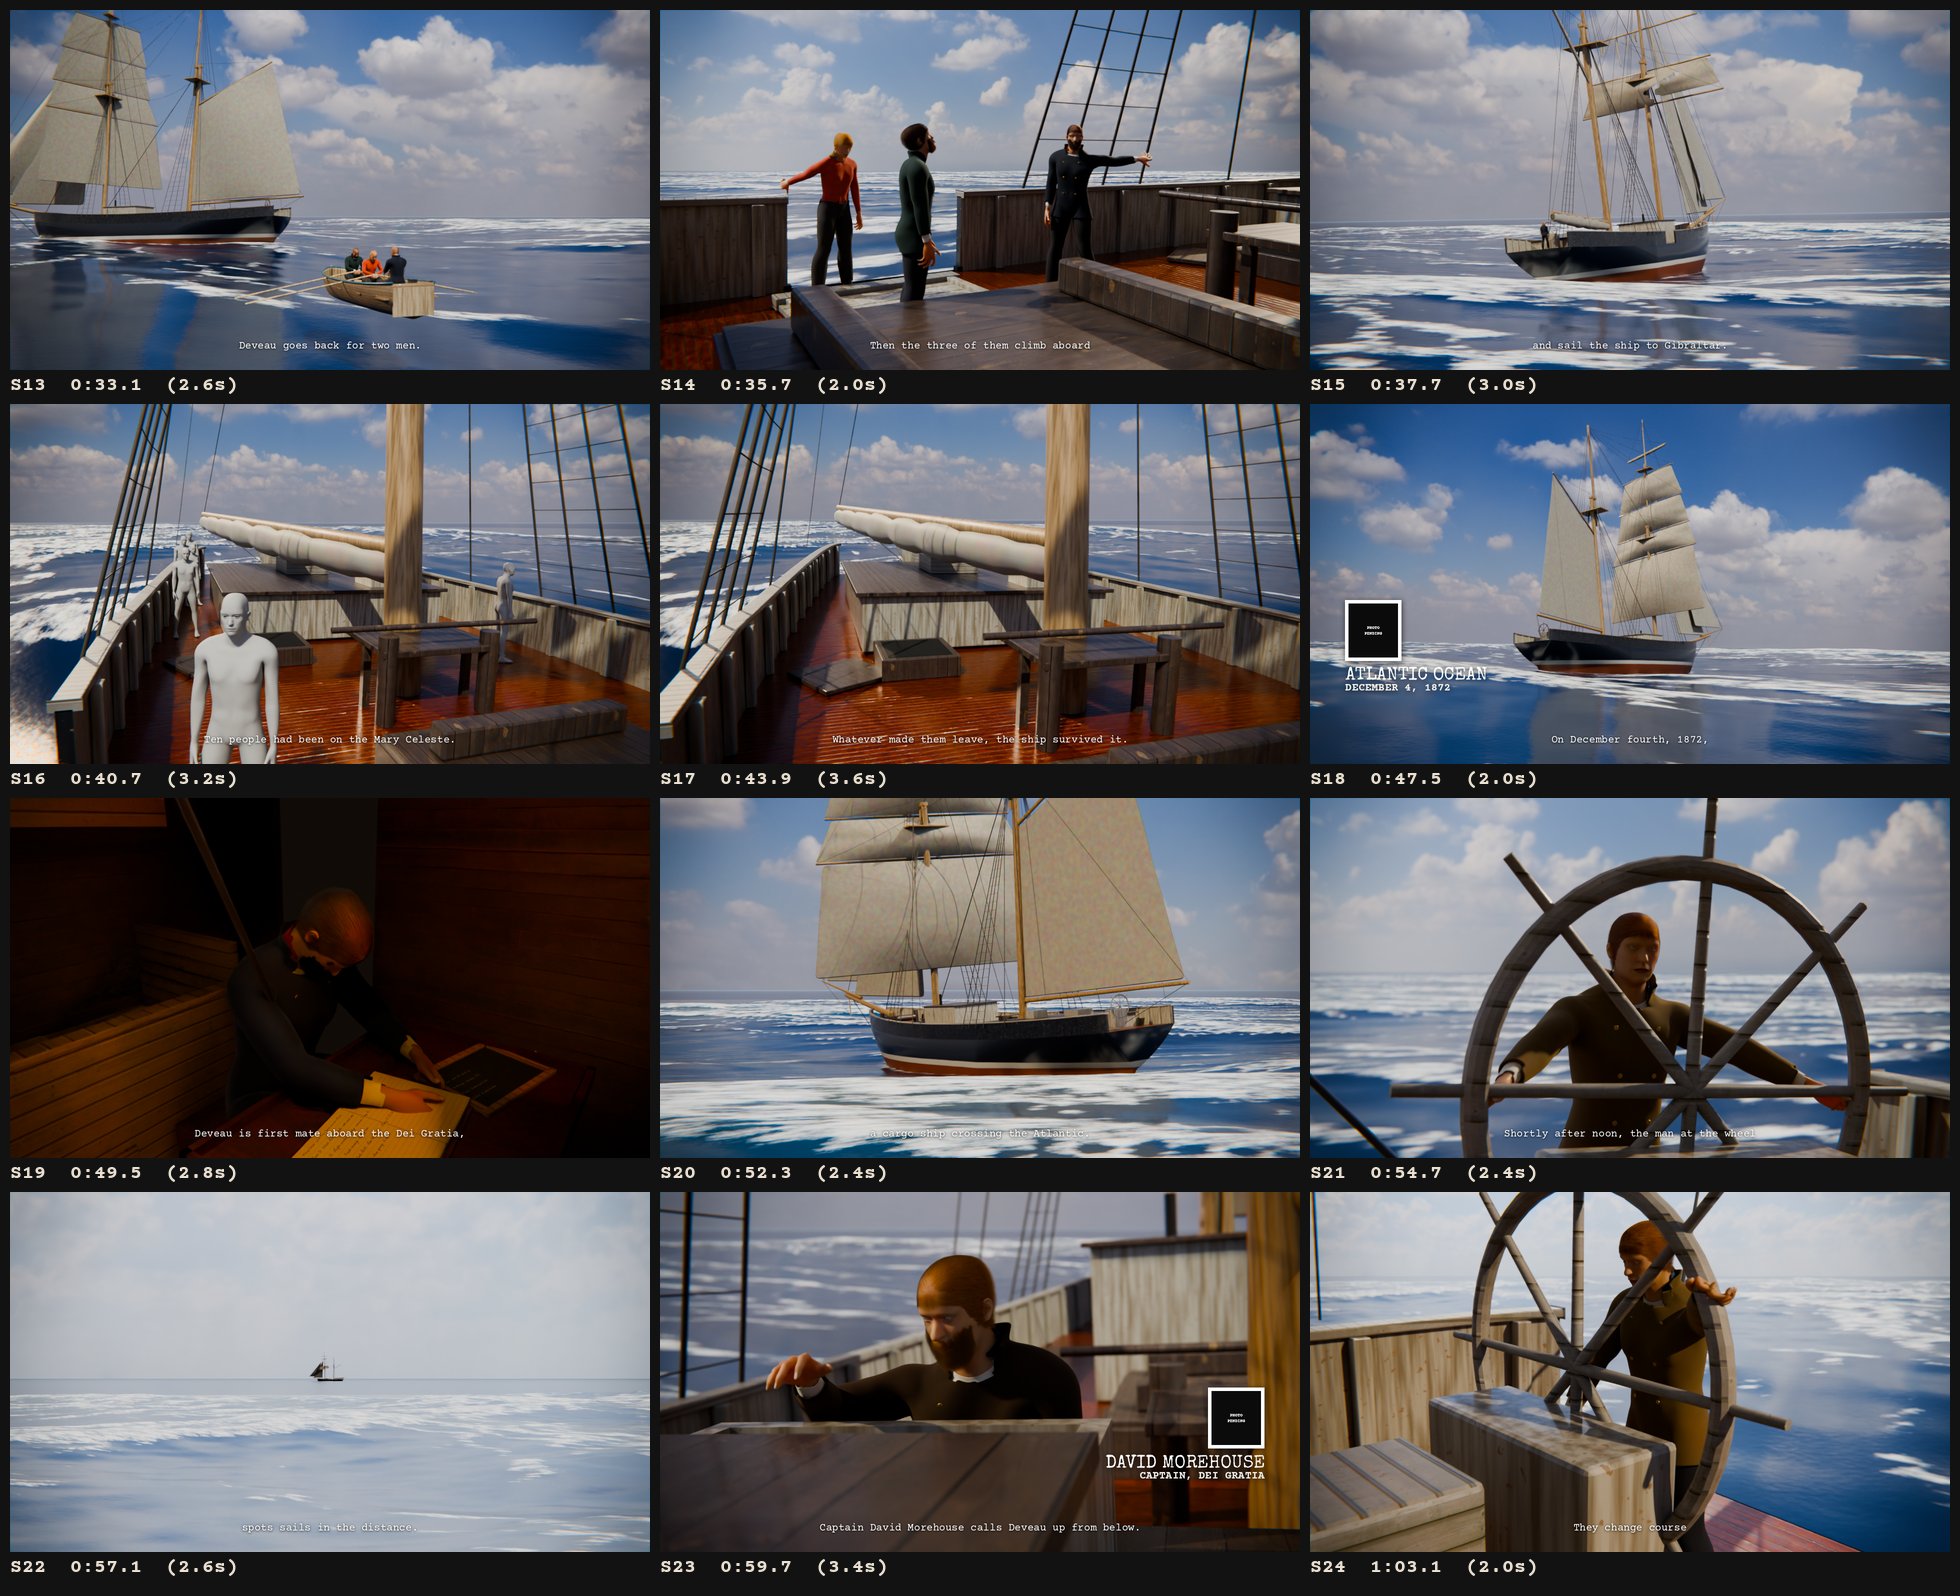 Deveau goes back for two men.
S13 0:33.1 (2.6s)
Then the three of them climb aboard
S14 0:35.7 (2.0s)
and sail the ship to Gibraltar.
S15 0:37.7 (3.0s)
Ten people had been on the Mary Celeste.
S16 0:40.7 (3.2s)
Whatever made them leave, the ship survived it.
S17 0:43.9 (3.6s)
PHOTO
PENDING
ATLANTIC OCEAN
DECEMBER 4, 1872
On December fourth, 1872,
S18 0:47.5 (2.0s)
Deveau is first mate aboard the Dei Gratia,
S19 0:49.5 (2.8s)
a cargo ship crossing the Atlantic.
S20 0:52.3 (2.4s)
Shortly after noon, the man at the wheel
S21 0:54.7 (2.4s)
spots sails in the distance.
S22 0:57.1 (2.6s)
PHOTO
PENDING
DAVID MOREHOUSE
CAPTAIN, DEI GRATIA
Captain David Morehouse calls Deveau up from below.
S23 0:59.7 (3.4s)
They change course
S24 1:03.1 (2.0s)